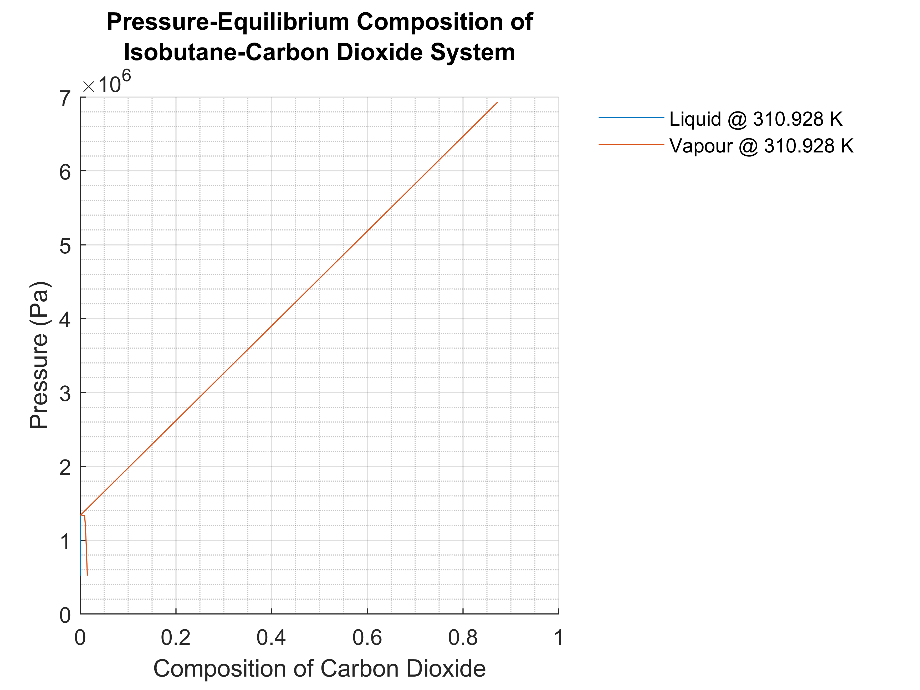 Pressure-Equilibrium Composition of
Isobutane-Carbon Dioxide System
×10⁶
7
6
5
4
3
2
1
0
Pressure (Pa)
0 0.2 0.4 0.6 0.8 1
Composition of Carbon Dioxide
Liquid @ 310.928 K
Vapour @ 310.928 K